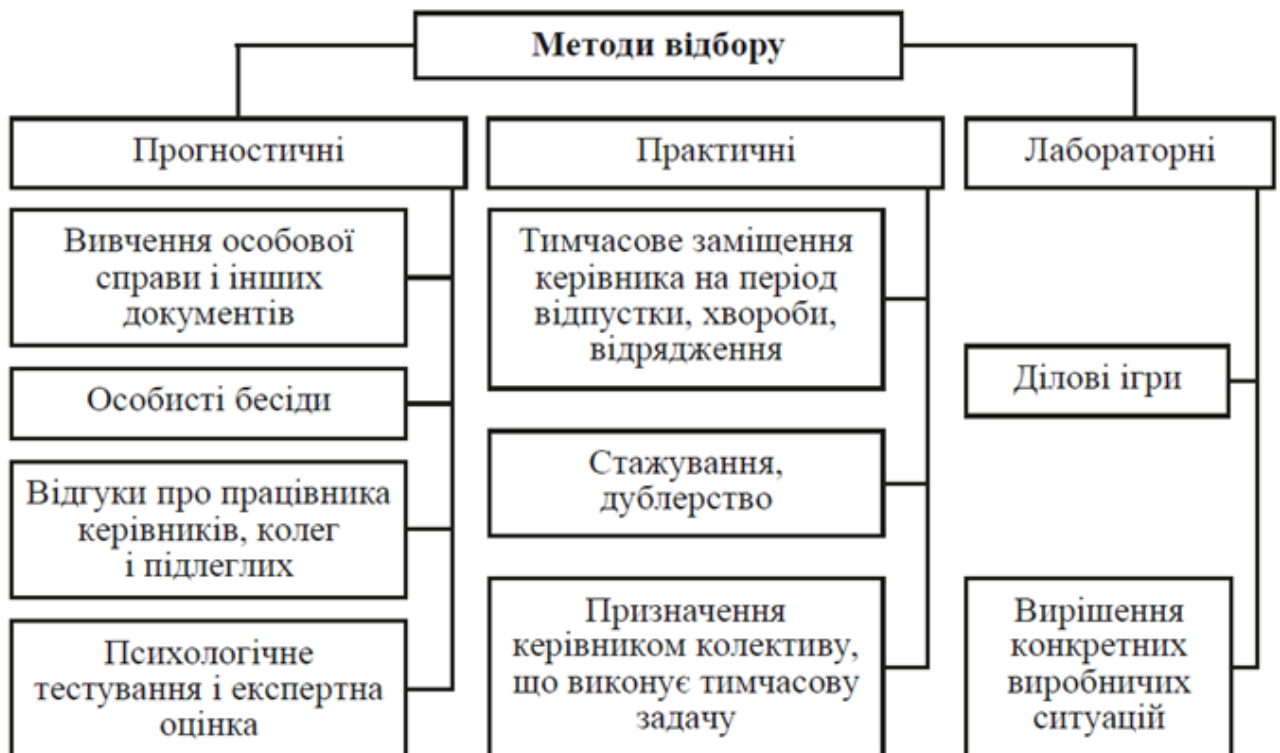 Методи відбору
Прогностичні
Вивчення особової
справи і інших
документів
Особисті бесіди
Відгуки про працівника
керівників, колег
і підлеглих
Психологічне
тестування і експертна
оцінка
Практичні
Тимчасове заміщення
керівника на період
відпустки, хвороби,
відрядження
Стажування,
дублерство
Призначення
керівником колективу,
що виконує тимчасову
задачу
Лабораторні
Ділові ігри
Вирішення
конкретних
виробничих
ситуацій